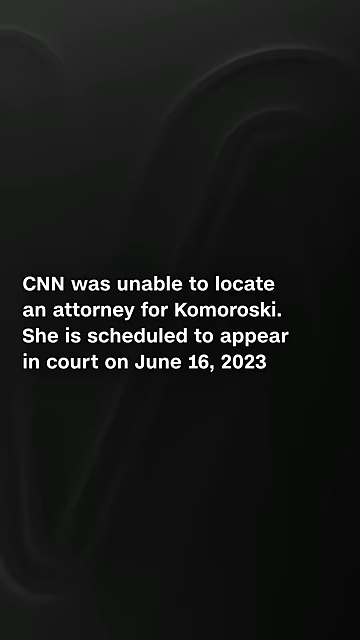 CNN was unable to locate
an attorney for Komoroski.
She is scheduled to appear
in court on June 16, 2023